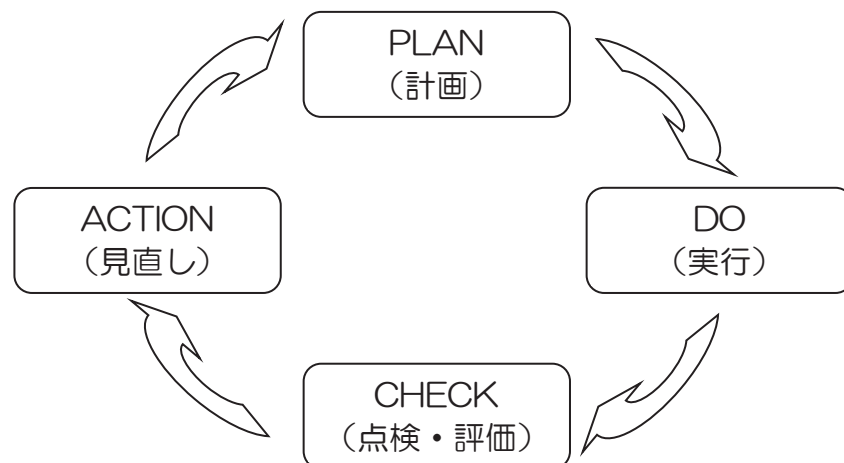 PLAN
（計画）
DO
（実行）
CHECK
（点検・評価）
ACTION
（見直し）